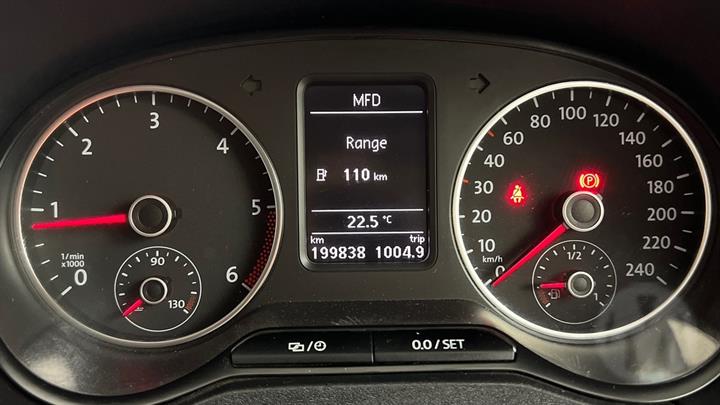 1/min
x1000
0
1
2
3
4
5
6
90
130
MFD
Range
110 km
22.5 °C
km trip
199838 1004.9
km/h
0
10
20
30
40
60
80
100
120
140
160
180
200
220
240
(P)
1/2
1
0.0 / SET